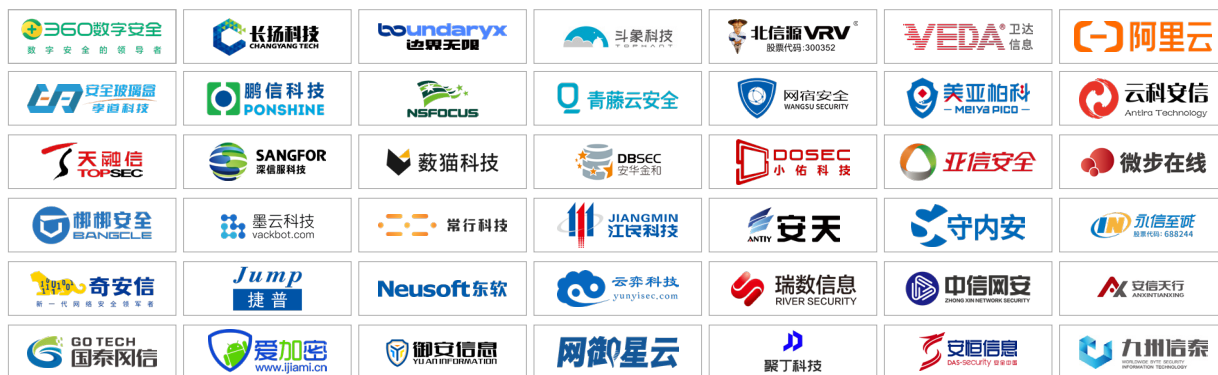 360数字安全
数字安全的领导者
长扬科技
CHANGYANG TECH
boundaryx
边界无限
斗象科技
TOPHANT
北信源VRV
股票代码:300352
VEDA
卫达
信息
阿里云
安全玻璃盒
季道科技
鹏信科技
PONSHINE
NSFOCUS
青藤云安全
网宿安全
WANGSU SECURITY
美亚柏科
MEIYA PICO
云科安信
Antira Technology
天融信
TOPSEC
SANGFOR
深信服科技
薮猫科技
DBSEC
安华金和
DOSEC
小佑科技
亚信安全
微步在线
梆梆安全
BANGCLE
墨云科技
vackbot.com
常行科技
JIANGMIN
江民科技
ANTIY
安天
守内安
永信至诚
股票代码: 688244
奇安信
新一代网络安全领军者
Jump
捷普
Neusoft东软
云弈科技
yunyisec.com
瑞数信息
RIVER SECURITY
中信网安
ZHONG XIN NETWORK SECURITY
安信天行
ANXINTIANXING
GO TECH
国泰网信
爱加密
www.ijiami.cn
御安信息
YU AN INFORMATION
网御星云
聚丁科技
安恒信息
DAS-security 安全中国
九州信泰
WORLDWIDE BYTE SECURITY
INFORMATION TECHNOLOGY